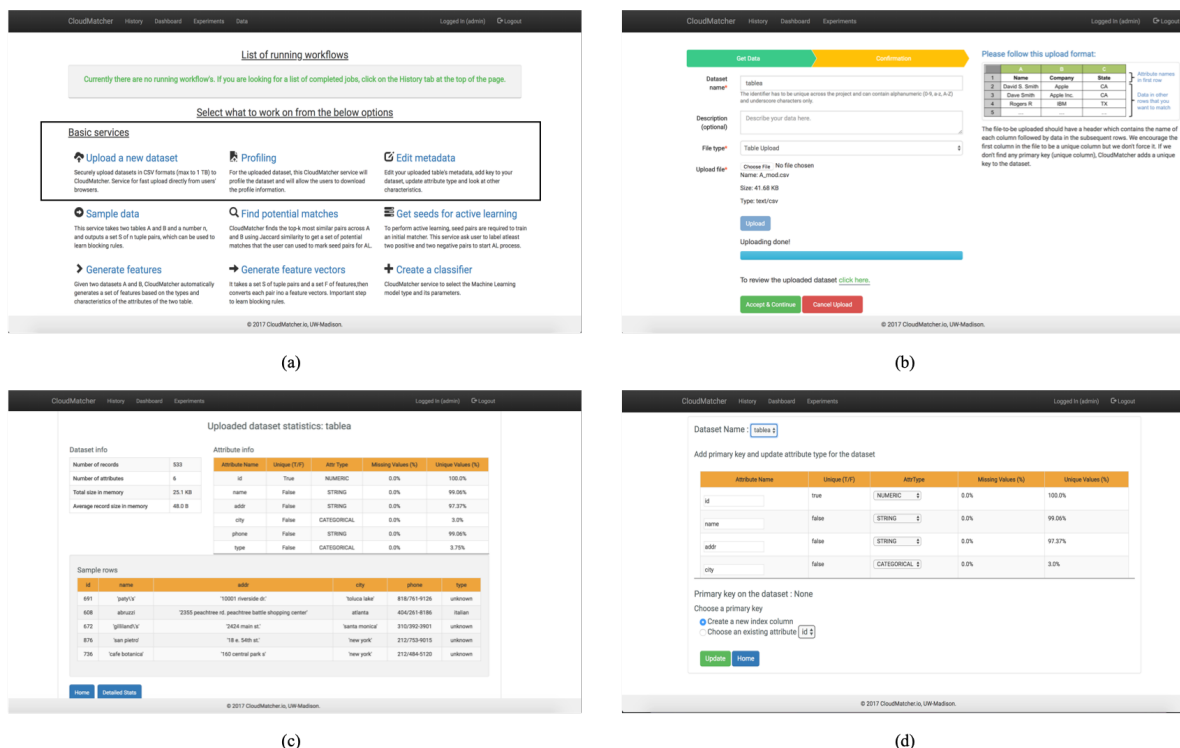 CloudMatcher History Dashboard Experiments Data Logged In (admin) Logout
List of running workflows
Currently there are no running workflow's. If you are looking for a list of completed jobs, click on the History tab at the top of the page.
Select what to work on from the below options
Basic services
Upload a new dataset
Securely upload datasets in CSV formats (max to 1 TB) to
CloudMatcher. Service for fast upload directly from users'
browsers.
Profiling
For the uploaded dataset, this CloudMatcher service will
profile the dataset and will allow the users to download
the profile information.
Edit metadata
Edit your uploaded table's metadata, add key to your
dataset, update attribute type and look at other
characteristics.
Sample data
This service takes two tables A and B and a number n,
and outputs a set S of n tuple pairs, which can be used to
learn blocking rules.
Find potential matches
CloudMatcher finds the top-k most similar pairs across A
and B using Jaccard similarity to get a set of potential
matches that the user can used to mark seed pairs for AL.
Get seeds for active learning
To perform active learning, seed pairs are required to train
an initial matcher. This service ask user to label atleast
two positive and two negative pairs to start AL process.
Generate features
Given two datasets A and B, CloudMatcher automatically
generates a set of features based on the types and
characteristics of the attributes of the two table.
Generate feature vectors
It takes a set S of tuple pairs and a set F of features,then
converts each pair ino a feature vectors. Important step
to learn blocking rules.
Create a classifier
CloudMatcher service to select the Machine Learning
model type and its parameters.
© 2017 CloudMatcher.io, UW-Madison.
(a)
CloudMatcher History Dashboard Experiments Logged In (admin) Logout
Get Data Confirmation
Dataset name* tablea
The identifier has to be unique across the project and can contain alphanumeric (0-9, a-z, A-Z)
and underscore characters only.
Description (optional) Describe your data here.
File type* Table Upload
Upload file* Choose File No file chosen
Name: A_mod.csv
Size: 41.68 KB
Type: text/csv
Upload
Uploading done!
To review the uploaded dataset click here.
Accept & Continue Cancel Upload
Please follow this upload format:
A B C
1 Name Company State
2 David S. Smith Apple CA
3 Dave Smith Apple Inc. CA
4 Rogers R IBM TX
5 ... ... ...
Attribute names
in first row
Data in other
rows that you
want to match
The file-to be uploaded should have a header which contains the name of
each column followed by data in the subsequent rows. We encourage the
first column in the file to be a unique column but we don't force it. If we
don't find any primary key (unique column), CloudMatcher adds a unique
key to the dataset.
© 2017 CloudMatcher.io, UW-Madison.
(b)
CloudMatcher History Dashboard Experiments Logged In (admin) Logout
Uploaded dataset statistics: tablea
Dataset info
Number of records 533
Number of attributes 6
Total size in memory 25.1 KB
Average record size in memory 48.0 B
Attribute info
Attribute Name Unique (T/F) Attr Type Missing Values (%) Unique Values (%)
id True NUMERIC 0.0% 100.0%
name False STRING 0.0% 99.06%
addr False STRING 0.0% 97.37%
city False CATEGORICAL 0.0% 3.0%
phone False STRING 0.0% 99.06%
type False CATEGORICAL 0.0% 3.75%
Sample rows
id name addr city phone type
691 'paty\'s' '10001 riverside dr.' 'toluca lake' 818/761-9126 unknown
608 abruzzi '2355 peachtree rd. peachtree battle shopping center' atlanta 404/261-8186 italian
672 'gilliland\'s' '2424 main st.' 'santa monica' 310/392-3901 unknown
876 'san pietro' '18 e. 54th st.' 'new york' 212/753-9015 unknown
736 'cafe botanica' '160 central park s' 'new york' 212/484-5120 unknown
Home Detailed Stats
© 2017 CloudMatcher.io, UW-Madison.
(c)
CloudMatcher History Dashboard Experiments Logged In (admin) Logout
Dataset Name : tablea
Add primary key and update attribute type for the dataset
Attribute Name Unique (T/F) AttrType Missing Values (%) Unique Values (%)
id true NUMERIC 0.0% 100.0%
name false STRING 0.0% 99.06%
addr false STRING 0.0% 97.37%
city false CATEGORICAL 0.0% 3.0%
Primary key on the dataset : None
Choose a primary key
Create a new index column
Choose an existing attribute id
Update Home
© 2017 CloudMatcher.io, UW-Madison.
(d)